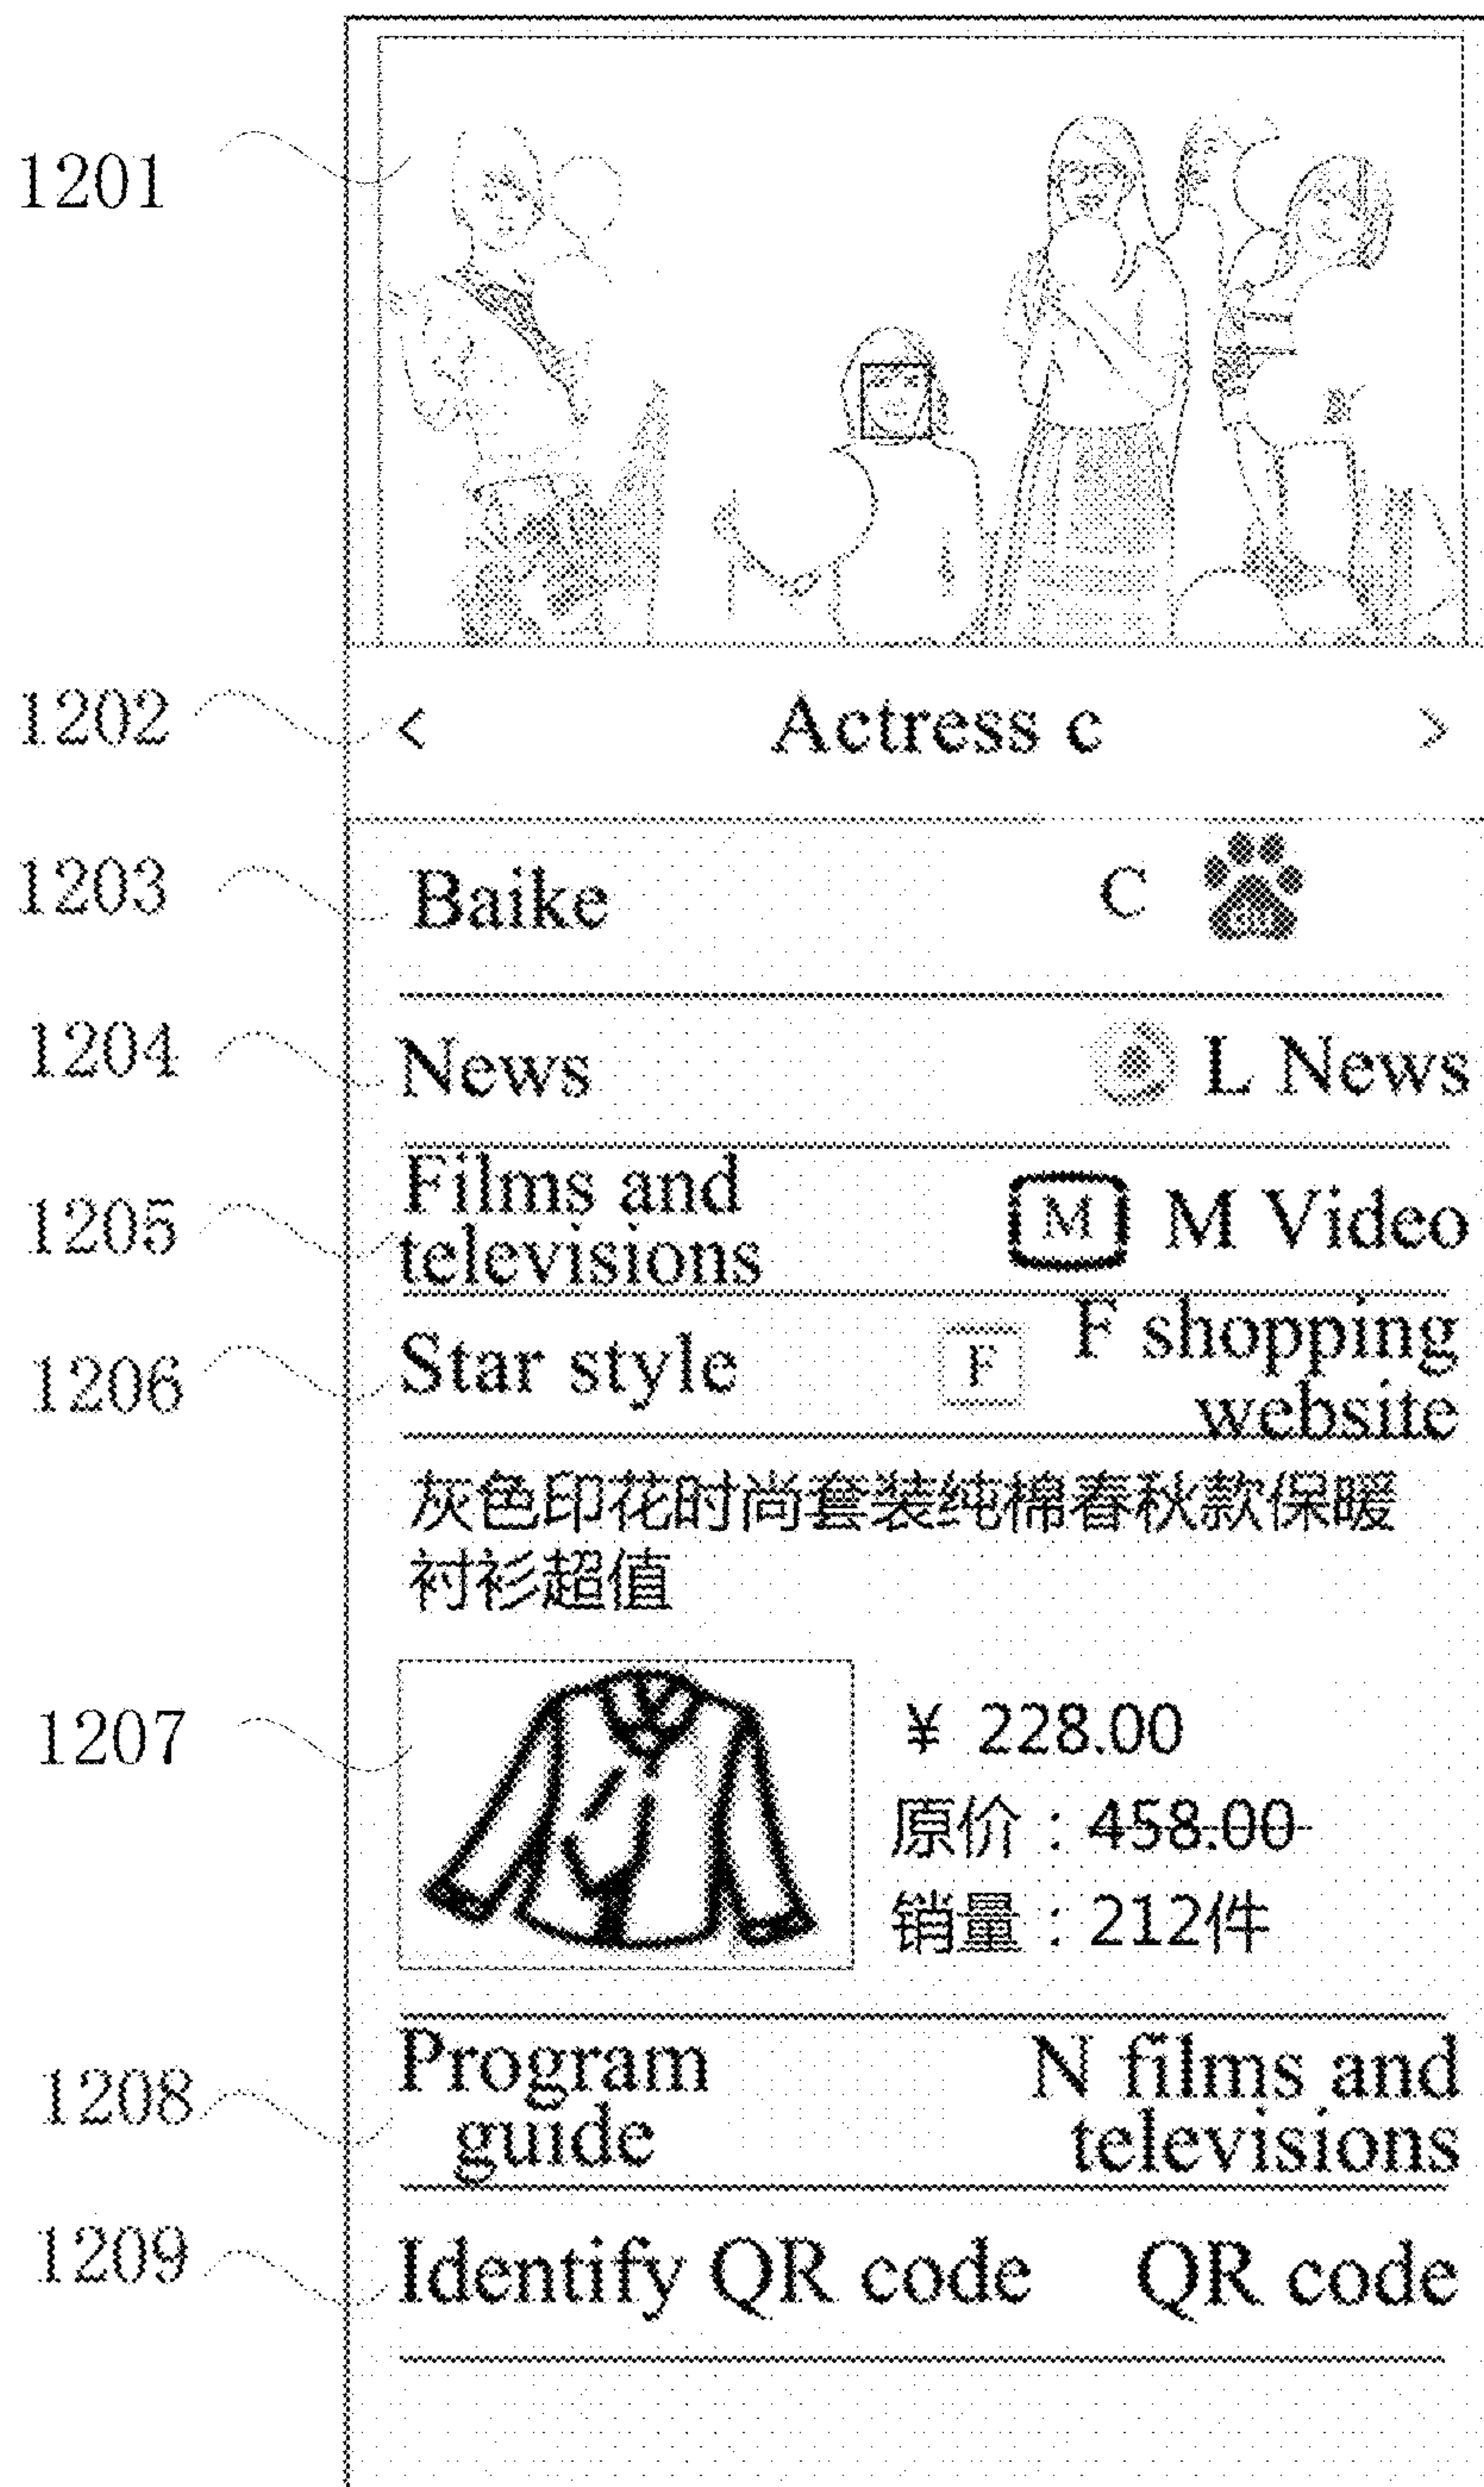 1201
1202 < Actress c >
1203 Baike C
1204 News L News
1205 Films and televisions M M Video
1206 Star style F F shopping website
灰色印花时尚套装纯棉春秋款保暖
衬衫超值
1207
¥ 228.00
原价：458.00
销量：212件
1208 Program guide N films and televisions
1209 Identify QR code QR code